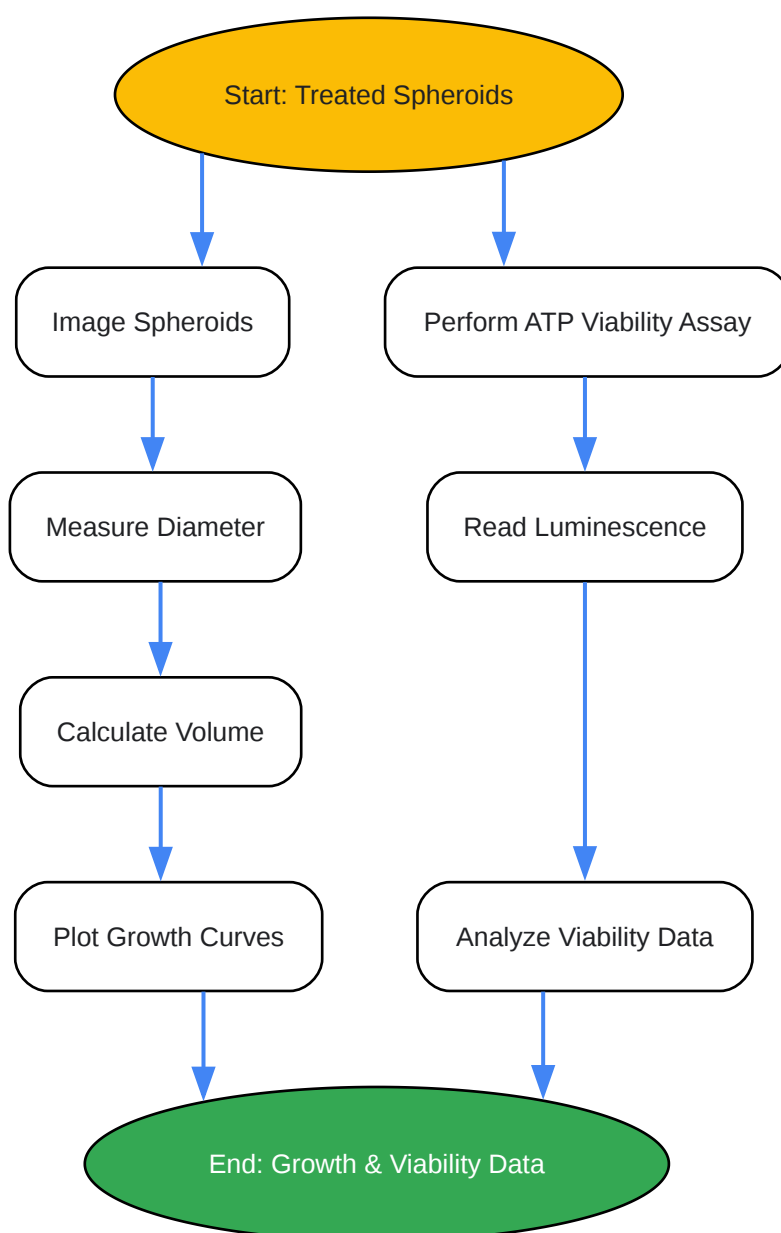 Start: Treated Spheroids
Image Spheroids
Perform ATP Viability Assay
Measure Diameter
Read Luminescence
Calculate Volume
Plot Growth Curves
Analyze Viability Data
End: Growth & Viability Data